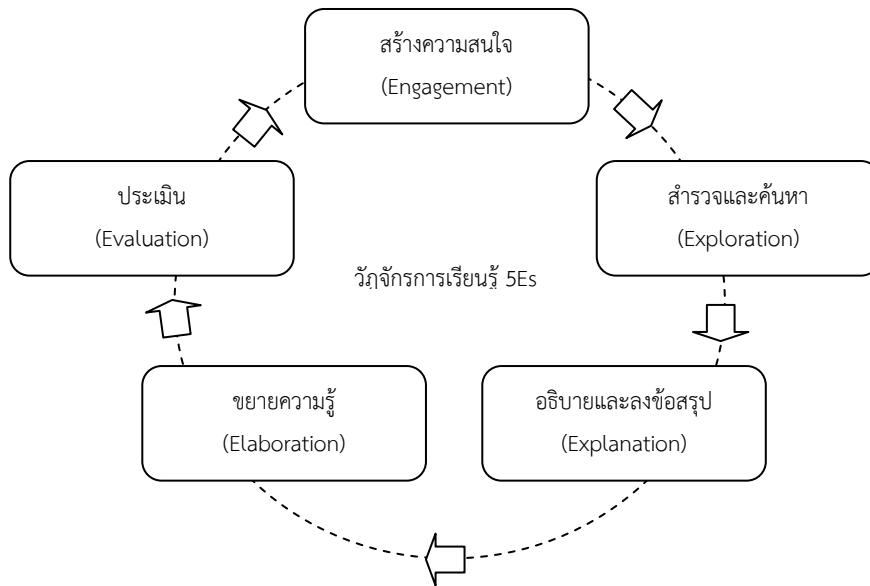 สร้างความสนใจ
(Engagement)
สำรวจและค้นหา
(Exploration)
อธิบายและลงข้อสรุป
(Explanation)
ขยายความรู้
(Elaboration)
ประเมิน
(Evaluation)
วัฏจักรการเรียนรู้ 5Es